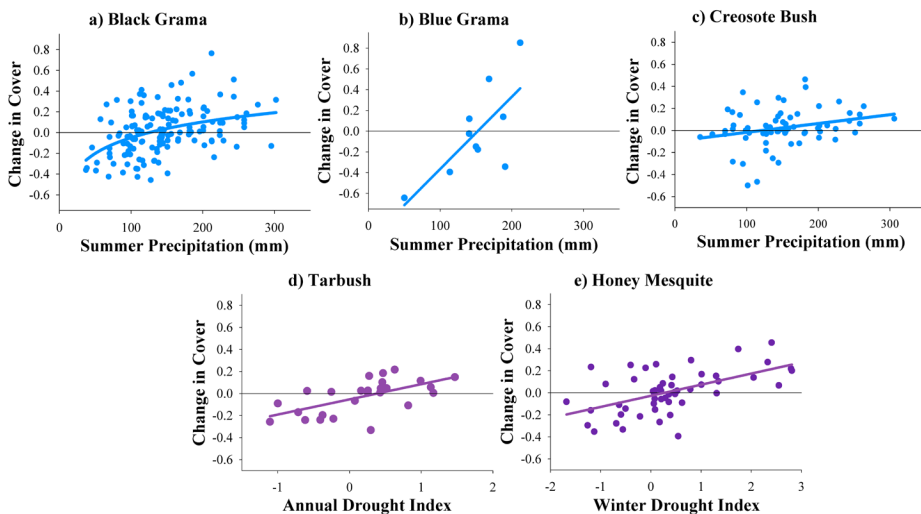 a) Black Grama
0.8
0.6
0.4
0.2
0.0
-0.2
-0.4
-0.6
Change in Cover
0 100 200 300
Summer Precipitation (mm)
b) Blue Grama
0.8
0.6
0.4
0.2
0.0
-0.2
-0.4
-0.6
Change in Cover
0 100 200 300
Summer Precipitation (mm)
c) Creosote Bush
0.8
0.6
0.4
0.2
0.0
-0.2
-0.4
-0.6
Change in Cover
0 100 200 300
Summer Precipitation (mm)
d) Tarbush
0.8
0.6
0.4
0.2
0.0
-0.2
-0.4
-0.6
Change in Cover
-1 0 1 2
Annual Drought Index
e) Honey Mesquite
0.8
0.6
0.4
0.2
0.0
-0.2
-0.4
-0.6
Change in Cover
-2 -1 0 1 2 3
Winter Drought Index